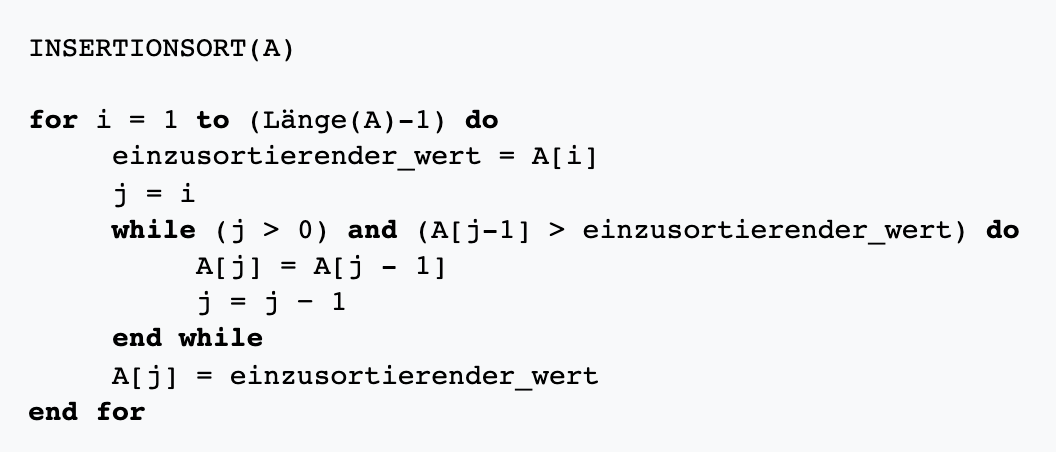 INSERTIONSORT(A)
for i = 1 to (Länge(A)-1) do
einzusortierender_wert = A[i]
j = i
while (j > 0) and (A[j-1] > einzusortierender_wert) do
A[j] = A[j - 1]
j = j − 1
end while
A[j] = einzusortierender_wert
end for